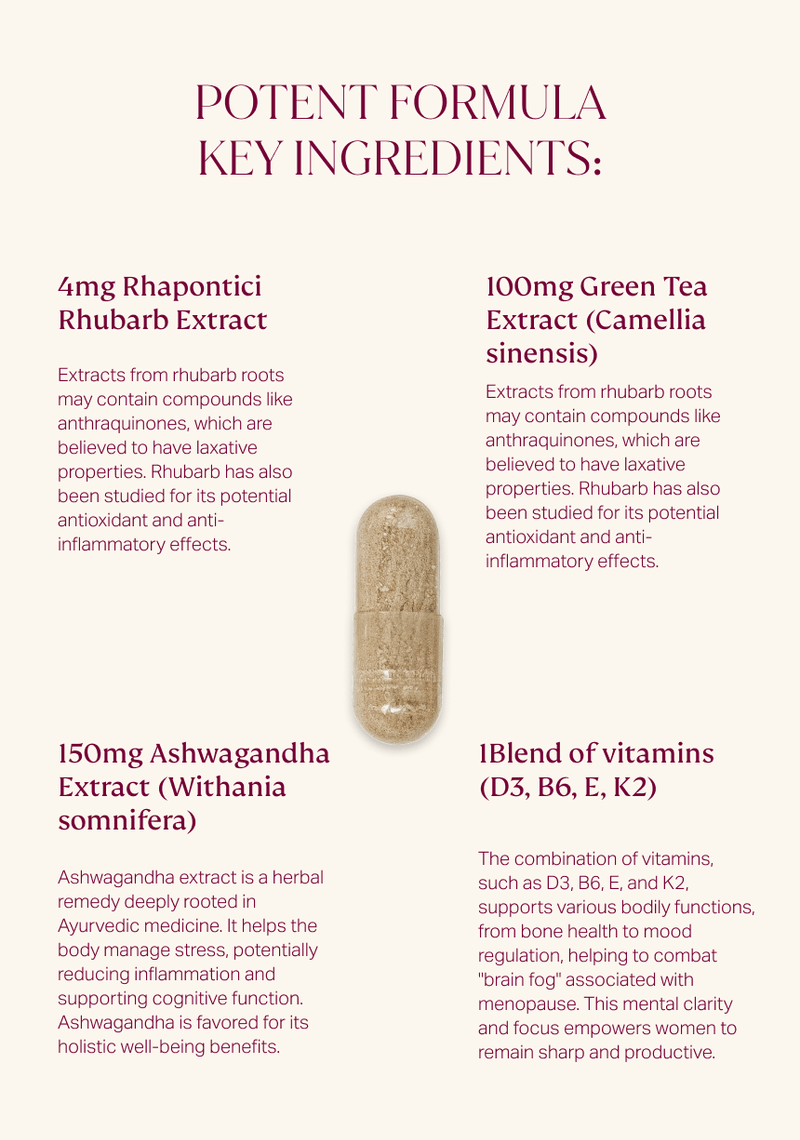 POTENT FORMULA
KEY INGREDIENTS:
4mg Rhapontici
Rhubarb Extract
Extracts from rhubarb roots
may contain compounds like
anthraquinones, which are
believed to have laxative
properties. Rhubarb has also
been studied for its potential
antioxidant and anti-
inflammatory effects.
100mg Green Tea
Extract (Camellia
sinensis)
Extracts from rhubarb roots
may contain compounds like
anthraquinones, which are
believed to have laxative
properties. Rhubarb has also
been studied for its potential
antioxidant and anti-
inflammatory effects.
150mg Ashwagandha
Extract (Withania
somnifera)
Ashwagandha extract is a herbal
remedy deeply rooted in
Ayurvedic medicine. It helps the
body manage stress, potentially
reducing inflammation and
supporting cognitive function.
Ashwagandha is favored for its
holistic well-being benefits.
1Blend of vitamins
(D3, B6, E, K2)
The combination of vitamins,
such as D3, B6, E, and K2,
supports various bodily functions,
from bone health to mood
regulation, helping to combat
"brain fog" associated with
menopause. This mental clarity
and focus empowers women to
remain sharp and productive.